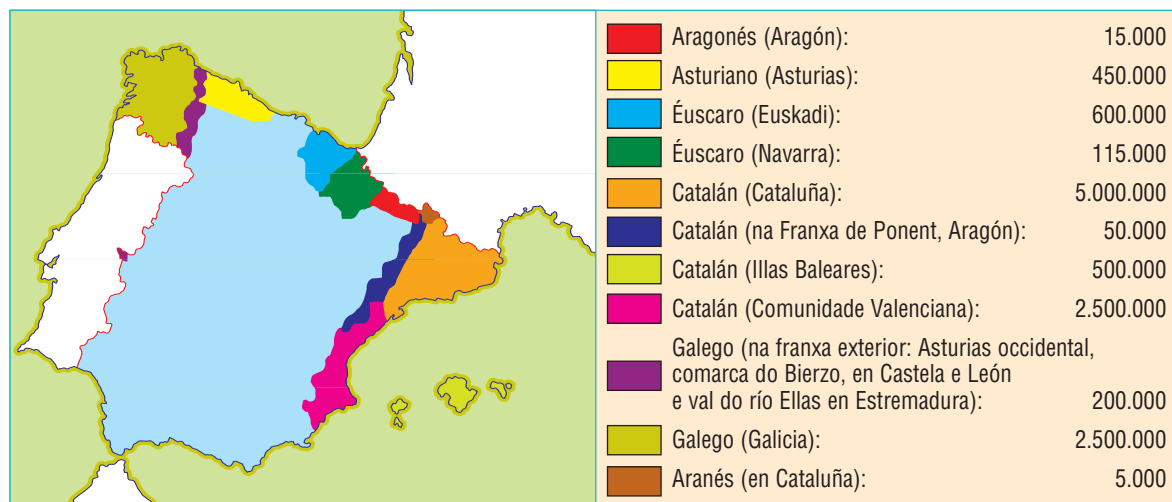 Aragonés (Aragón): 15.000
Asturiano (Asturias): 450.000
Éuscaro (Euskadi): 600.000
Éuscaro (Navarra): 115.000
Catalán (Cataluña): 5.000.000
Catalán (na Franxa de Ponent, Aragón): 50.000
Catalán (Illas Baleares): 500.000
Catalán (Comunidade Valenciana): 2.500.000
Galego (na franxa exterior: Asturias occidental,
comarca do Bierzo, en Castela e León
e val do río Ellas en Estremadura): 200.000
Galego (Galicia): 2.500.000
Aranés (en Cataluña): 5.000